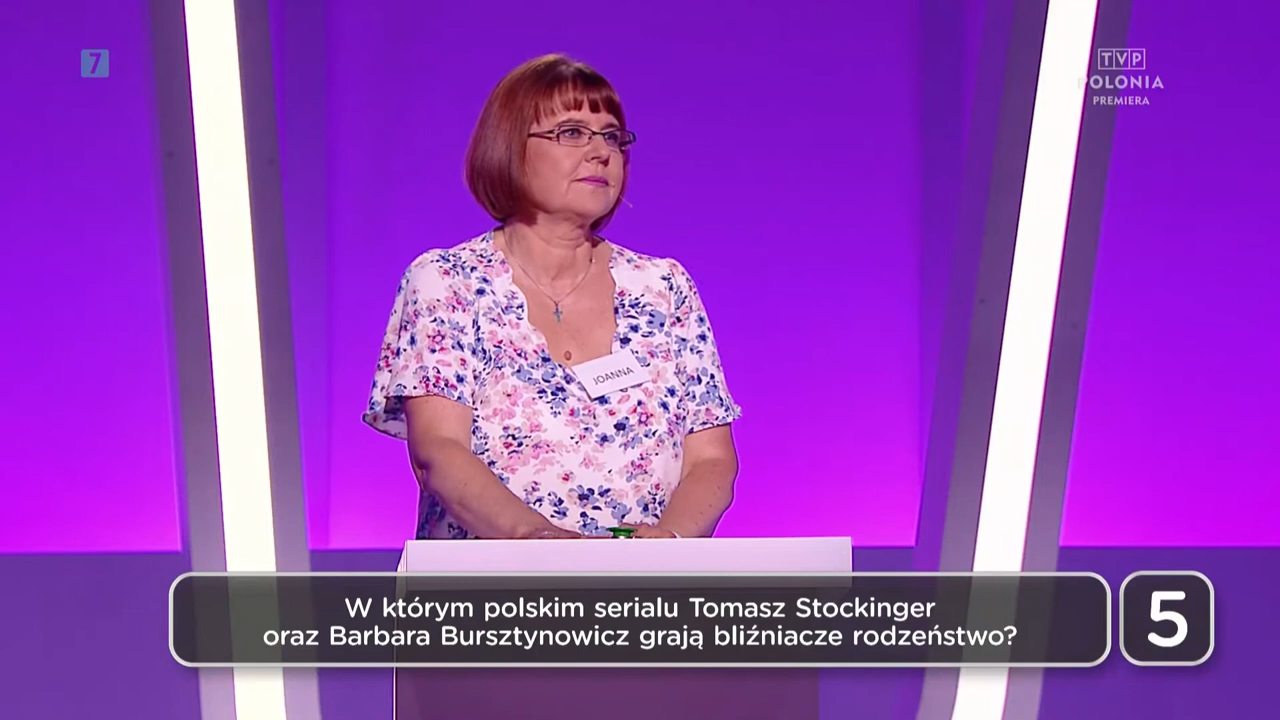 7
TVP
POLONIA
PREMIERA
JOANNA
W którym polskim serialu Tomasz Stockinger
oraz Barbara Bursztynowicz grają bliźniacze rodzeństwo?
5